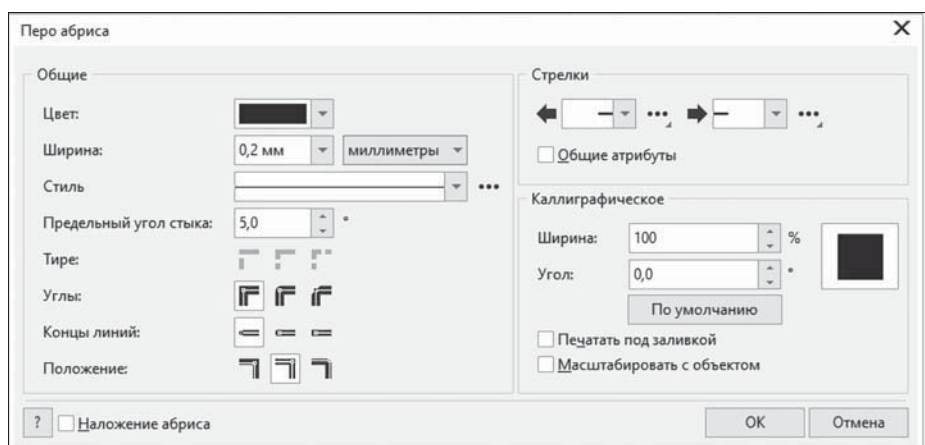 Перо абриса
Общие
Цвет:
Ширина: 0,2 мм миллиметры
Стиль
Предельный угол стыка: 5,0 °
Тире:
Углы:
Концы линий:
Положение:
Стрелки
Общие атрибуты
Каллиграфическое
Ширина: 100 %
Угол: 0,0 °
По умолчанию
Печатать под заливкой
Масштабировать с объектом
? Наложение абриса
OK Отмена